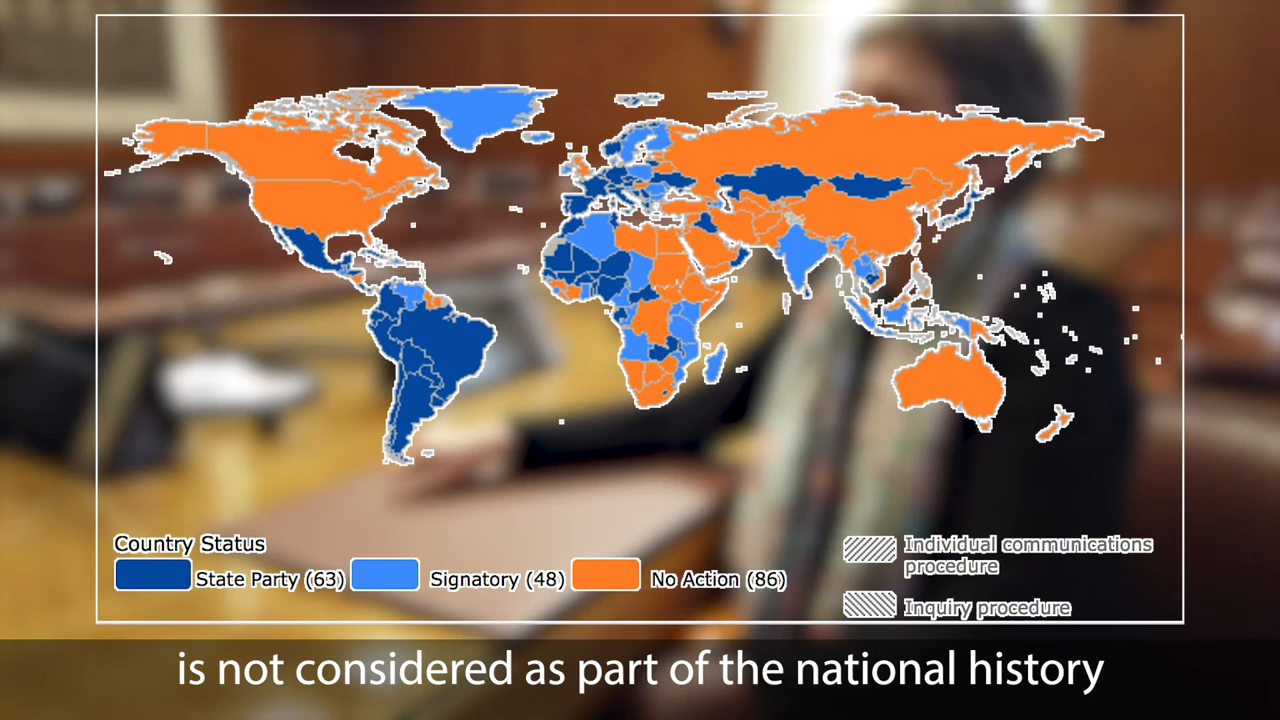 Country Status
State Party (63) Signatory (48) No Action (86)
Individual communications
procedure
Inquiry procedure
is not considered as part of the national history